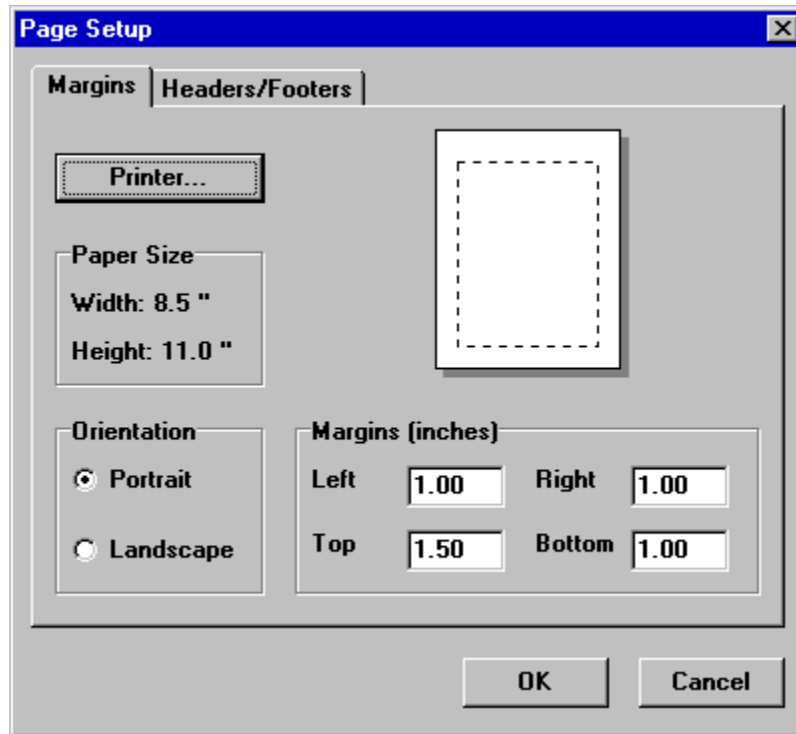 Page Setup
Margins
Headers/Footers
Printer...
Paper Size
Width: 8.5 "
Height: 11.0 "
Orientation
Portrait
Landscape
Margins (inches)
Left 1.00 Right 1.00
Top 1.50 Bottom 1.00
OK Cancel